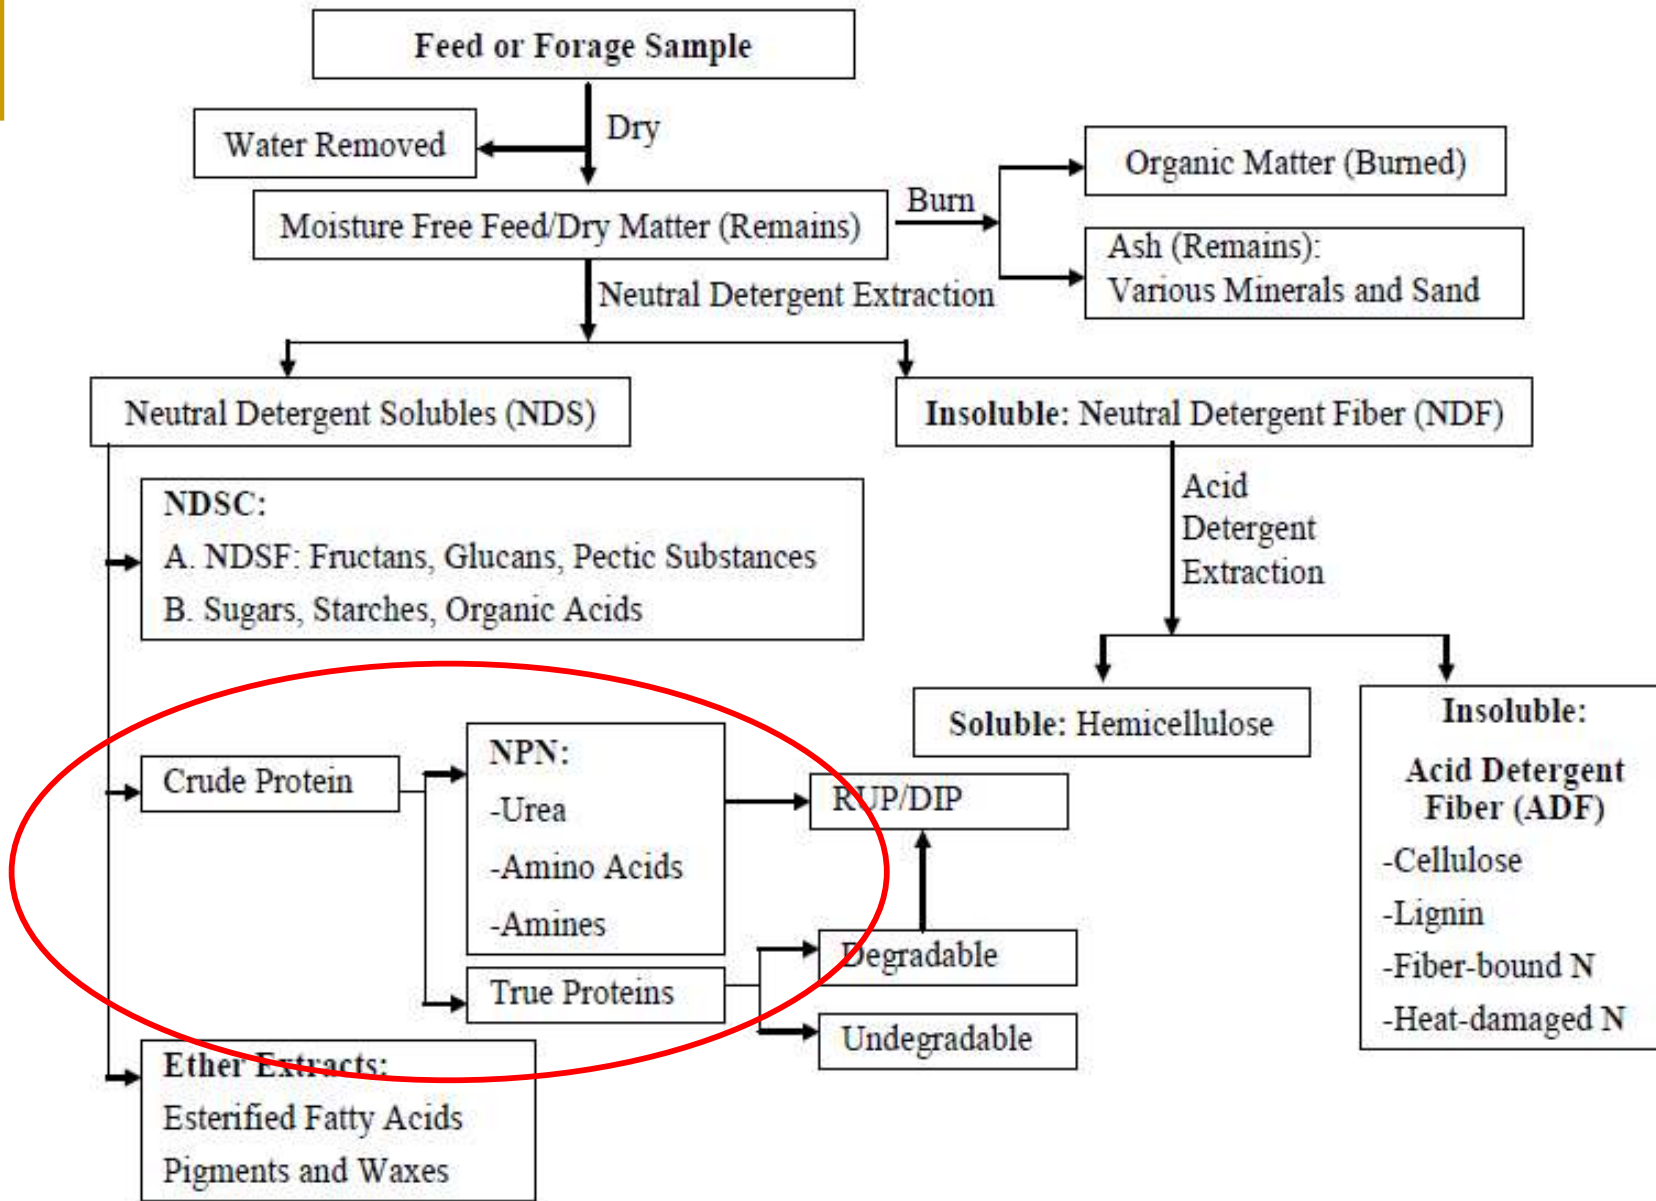 Feed or Forage Sample
Dry
Water Removed
Moisture Free Feed/Dry Matter (Remains)
Burn
Organic Matter (Burned)
Ash (Remains):
Various Minerals and Sand
Neutral Detergent Extraction
Neutral Detergent Solubles (NDS)
Insoluble: Neutral Detergent Fiber (NDF)
NDSC:
A. NDSF: Fructans, Glucans, Pectic Substances
B. Sugars, Starches, Organic Acids
Acid
Detergent
Extraction
Soluble: Hemicellulose
Insoluble:
Acid Detergent
Fiber (ADF)
-Cellulose
-Lignin
-Fiber-bound N
-Heat-damaged N
Crude Protein
NPN:
-Urea
-Amino Acids
-Amines
RUP/DIP
True Proteins
Degradable
Undegradable
Ether Extracts:
Esterified Fatty Acids
Pigments and Waxes